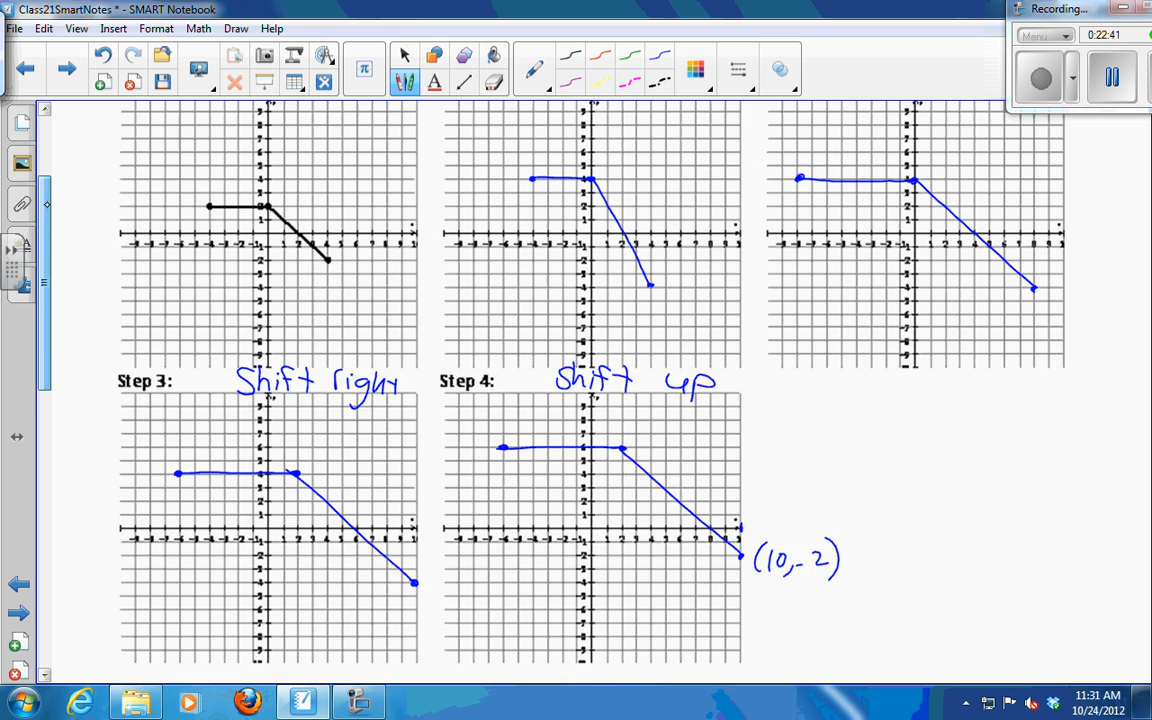 Class21SmartNotes * - SMART Notebook
Recording...
File Edit View Insert Format Math Draw Help
Menu
0:22:41
π
A
Step 3: Shift right
Step 4: Shift up
(10,-2)
11:31 AM
10/24/2012